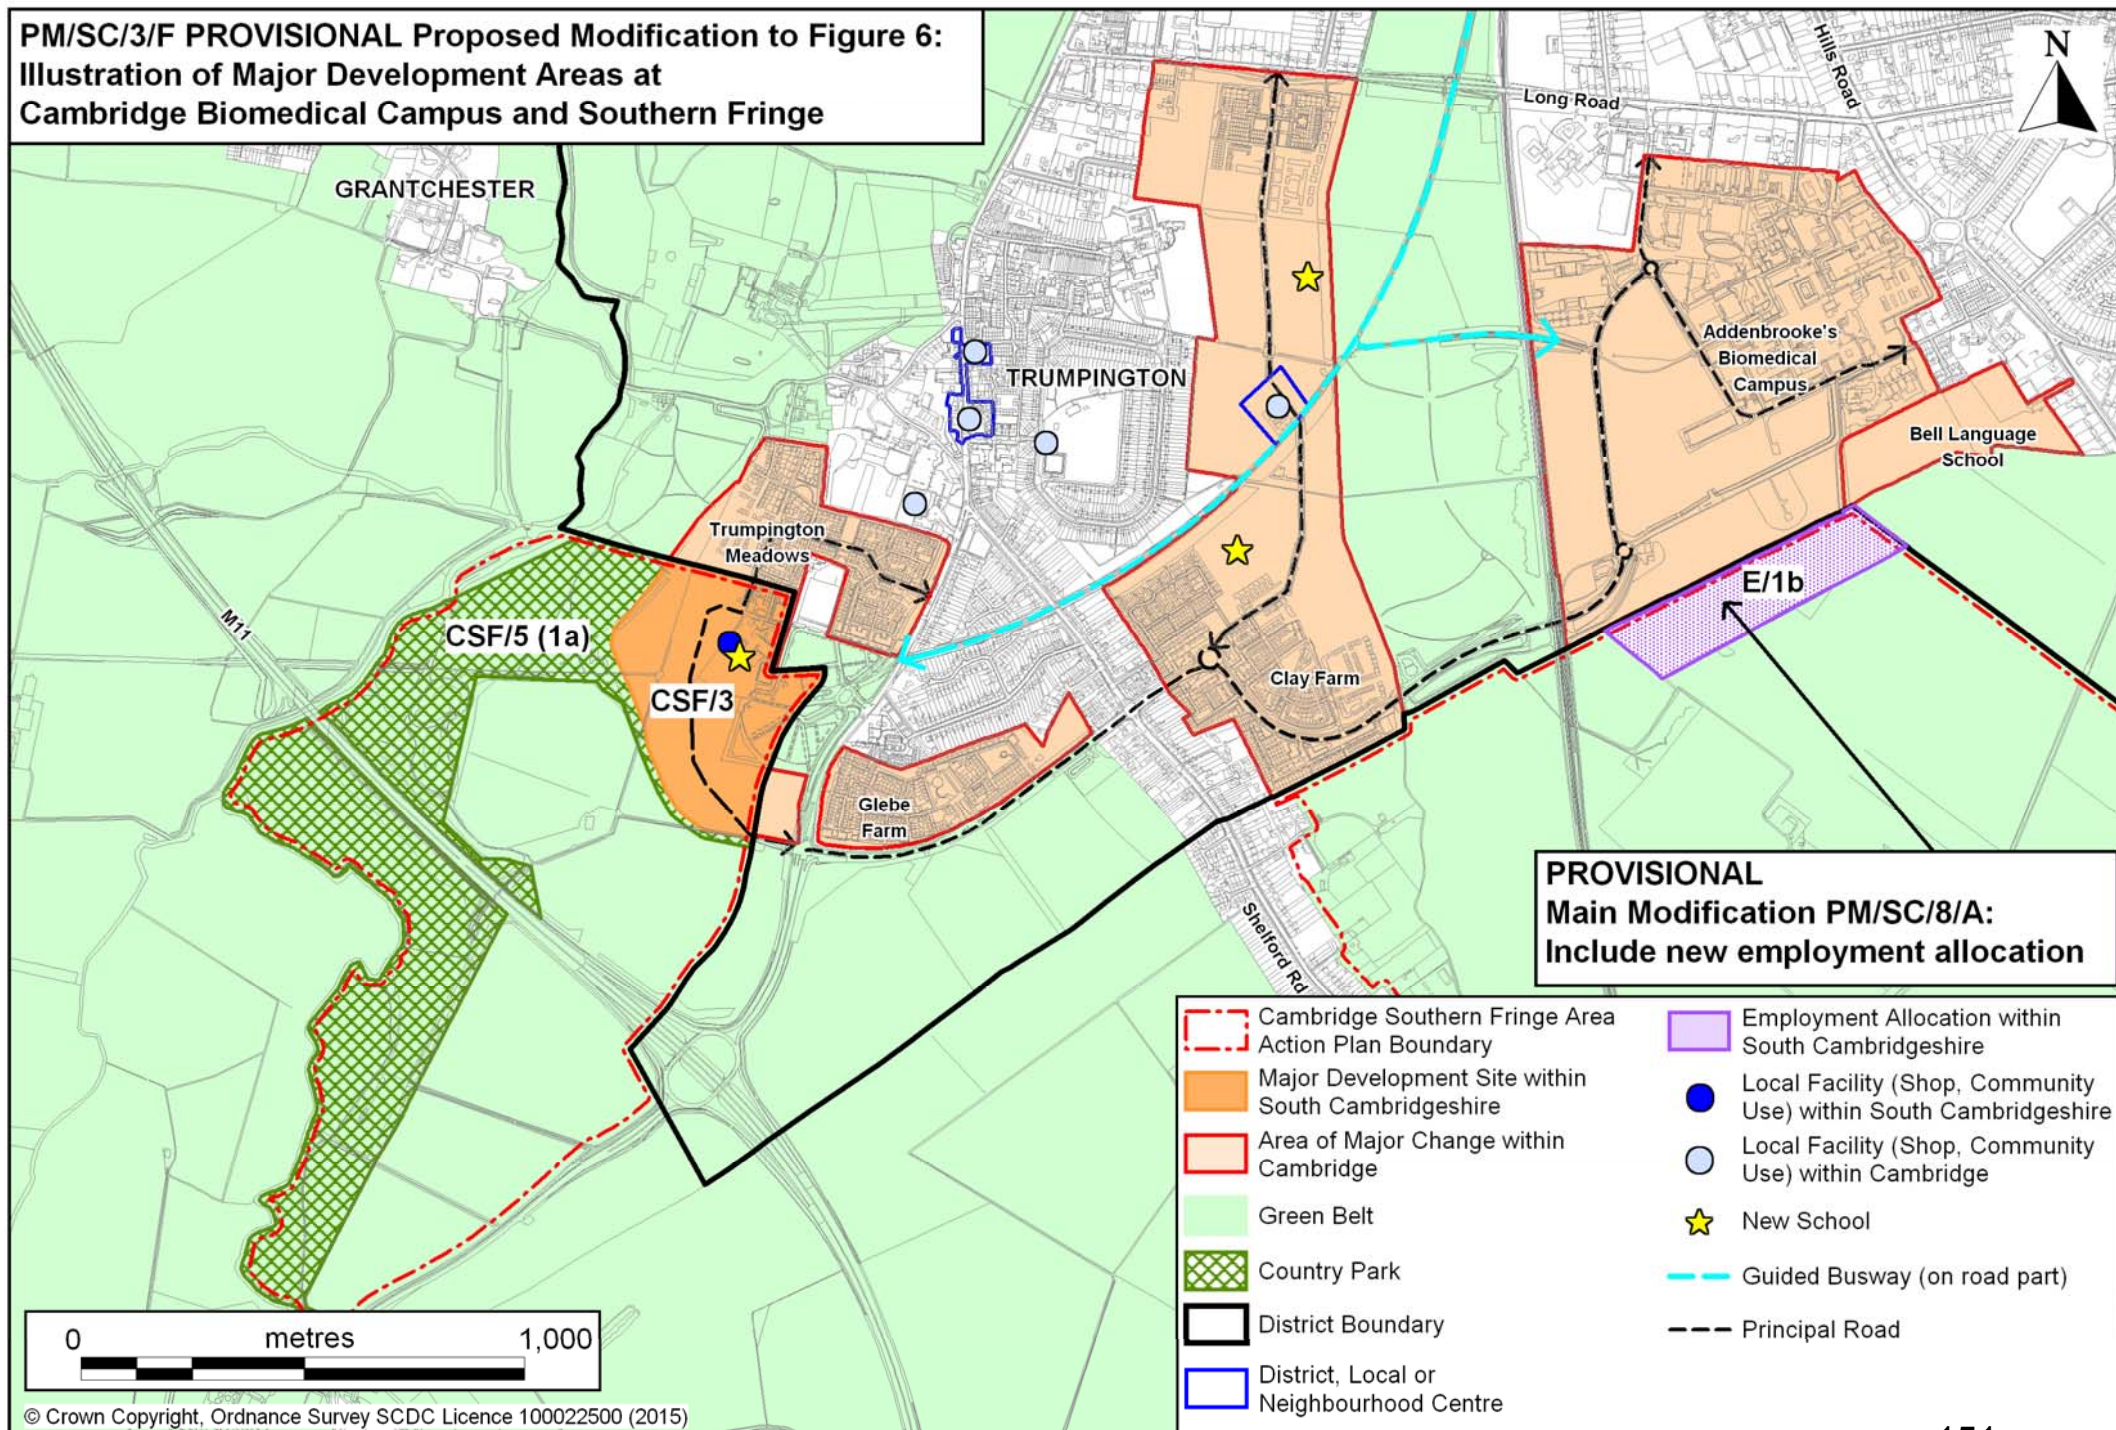 PM/SC/3/F PROVISIONAL Proposed Modification to Figure 6:
Illustration of Major Development Areas at
Cambridge Biomedical Campus and Southern Fringe
N
Hills Road
Long Road
GRANTCHESTER
Addenbrooke's
Biomedical
Campus
TRUMPINGTON
Bell Language
School
Trumpington
Meadows
E/1b
M11
CSF/5 (1a)
CSF/3
Clay Farm
Glebe
Farm
Shelford Rd
PROVISIONAL
Main Modification PM/SC/8/A:
Include new employment allocation
Cambridge Southern Fringe Area
Action Plan Boundary
Major Development Site within
South Cambridgeshire
Area of Major Change within
Cambridge
Green Belt
Country Park
District Boundary
District, Local or
Neighbourhood Centre
Employment Allocation within
South Cambridgeshire
Local Facility (Shop, Community
Use) within South Cambridgeshire
Local Facility (Shop, Community
Use) within Cambridge
New School
Guided Busway (on road part)
Principal Road
0 metres 1,000
© Crown Copyright, Ordnance Survey SCDC Licence 100022500 (2015)